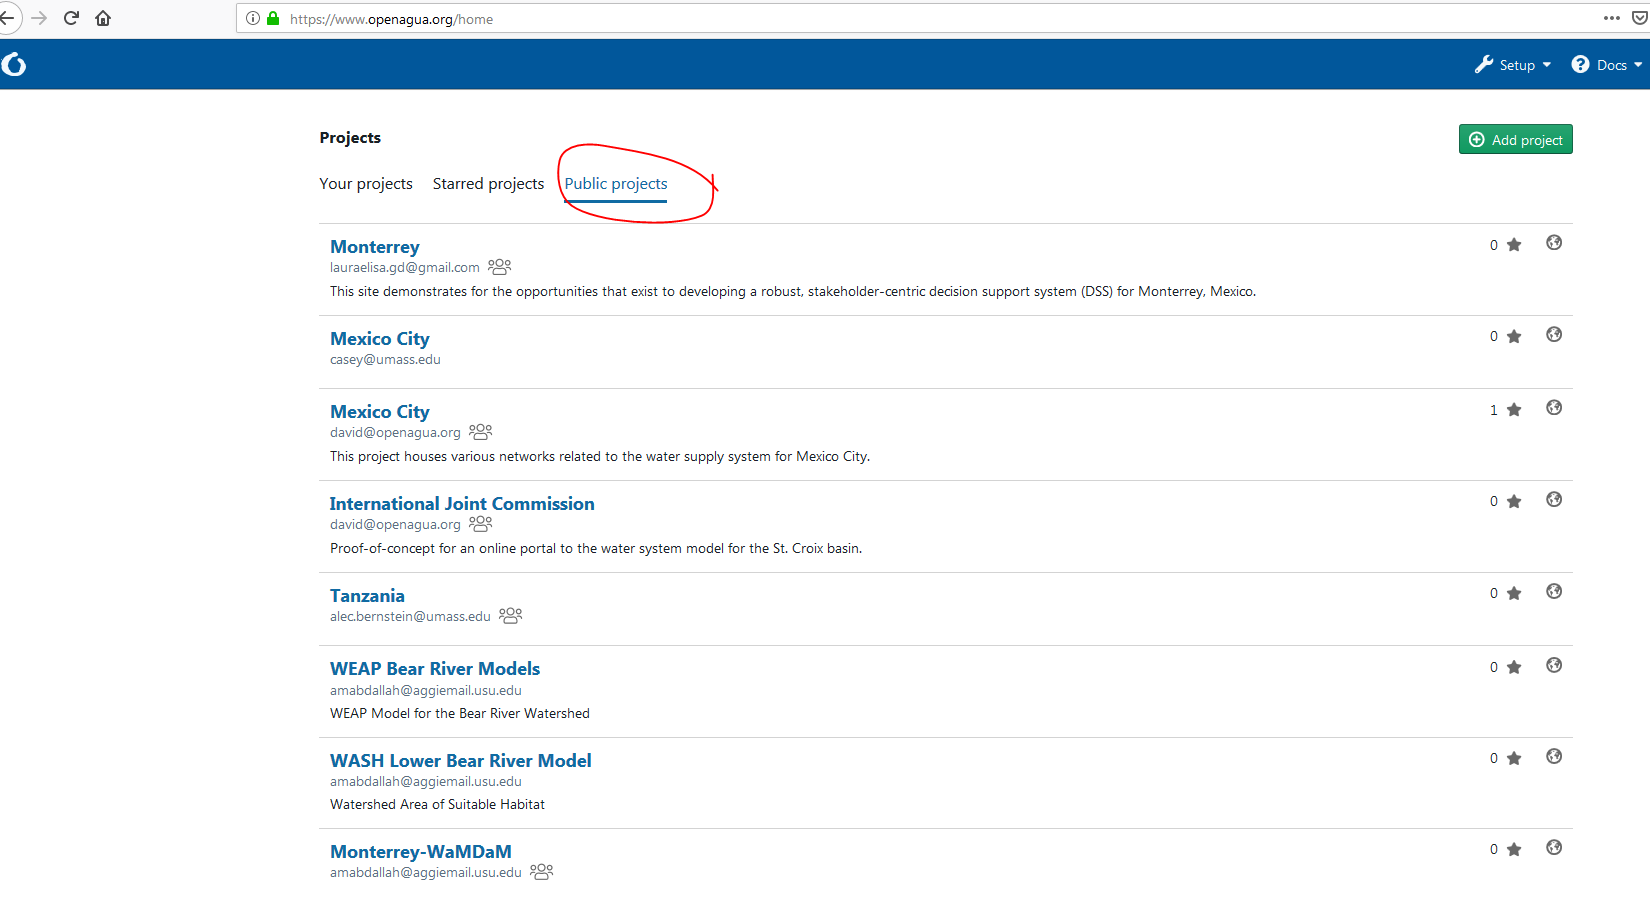 https://www.openagua.org/home
Setup Docs
Projects
Add project
Your projects Starred projects Public projects
Monterrey 0
lauraelisa.gd@gmail.com
This site demonstrates for the opportunities that exist to developing a robust, stakeholder-centric decision support system (DSS) for Monterrey, Mexico.
Mexico City 0
casey@umass.edu
Mexico City 1
david@openagua.org
This project houses various networks related to the water supply system for Mexico City.
International Joint Commission 0
david@openagua.org
Proof-of-concept for an online portal to the water system model for the St. Croix basin.
Tanzania 0
alec.bernstein@umass.edu
WEAP Bear River Models 0
amabdallah@aggiemail.usu.edu
WEAP Model for the Bear River Watershed
WASH Lower Bear River Model 0
amabdallah@aggiemail.usu.edu
Watershed Area of Suitable Habitat
Monterrey-WaMDaM 0
amabdallah@aggiemail.usu.edu